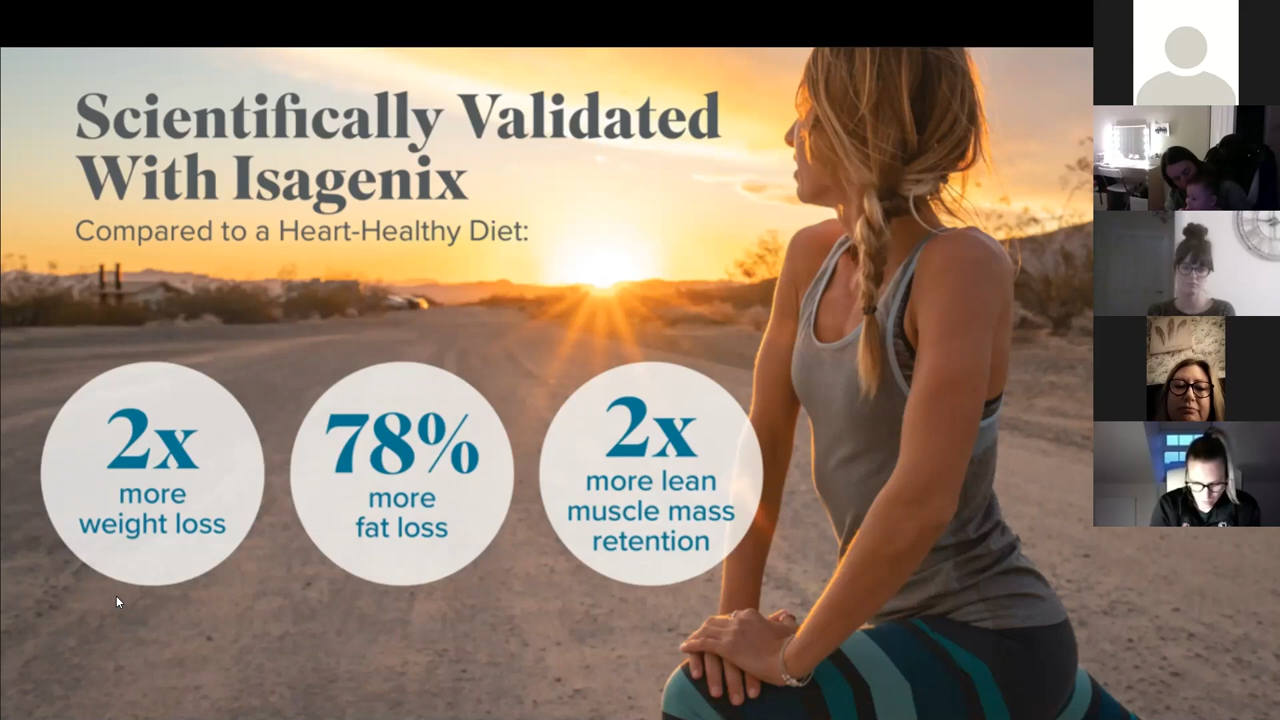 Scientifically Validated
With Isagenix
Compared to a Heart-Healthy Diet:
2x
more
weight loss
78%
more
fat loss
2x
more lean
muscle mass
retention